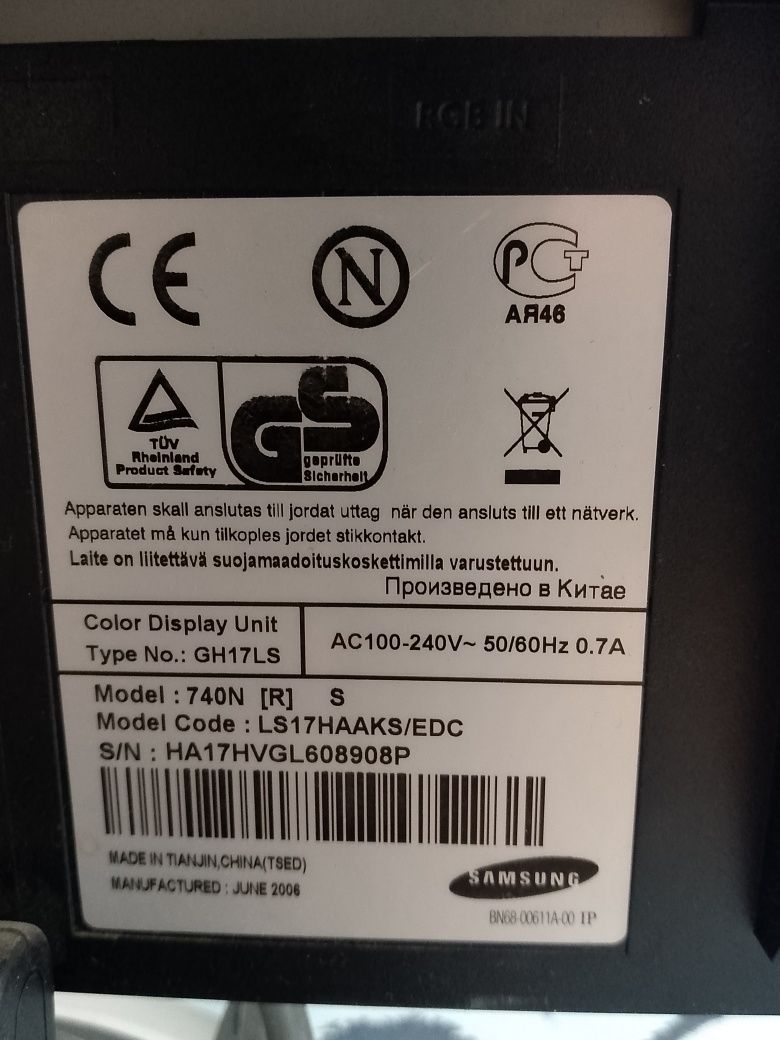 RGB IN
CE
N
РСТ
АЯ46
TÜV
Rheinland
Product Safety
GS
geprüfte
Sicherheit
Apparaten skall anslutas till jordat uttag när den ansluts till ett nätverk.
Apparatet må kun tilkoples jordet stikkontakt.
Laite on liitettävä suojamaadoituskoskettimilla varustettuun.
Произведено в Китае
Color Display Unit
Type No.: GH17LS
AC100-240V~ 50/60Hz 0.7A
Model : 740N [R] S
Model Code : LS17HAAKS/EDC
S/N : HA17HVGL608908P
MADE IN TIANJIN,CHINA(TSED)
MANUFACTURED : JUNE 2006
SAMSUNG
BN68-00611A-00 IP